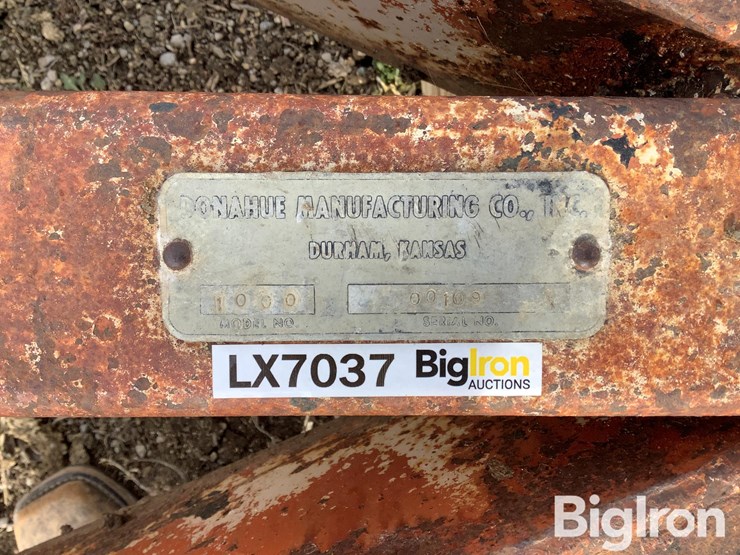 DONAHUE MANUFACTURING CO., INC.
DURHAM, KANSAS
1000
MODEL NO.
SERIAL NO.
LX7037 BigIron
AUCTIONS
BigIron